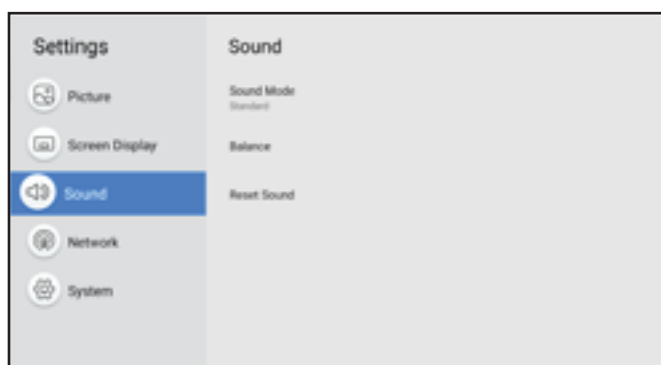 Settings
Picture
Screen Display
Sound
Network
System
Sound
Sound Mode
Standard
Balance
Reset Sound